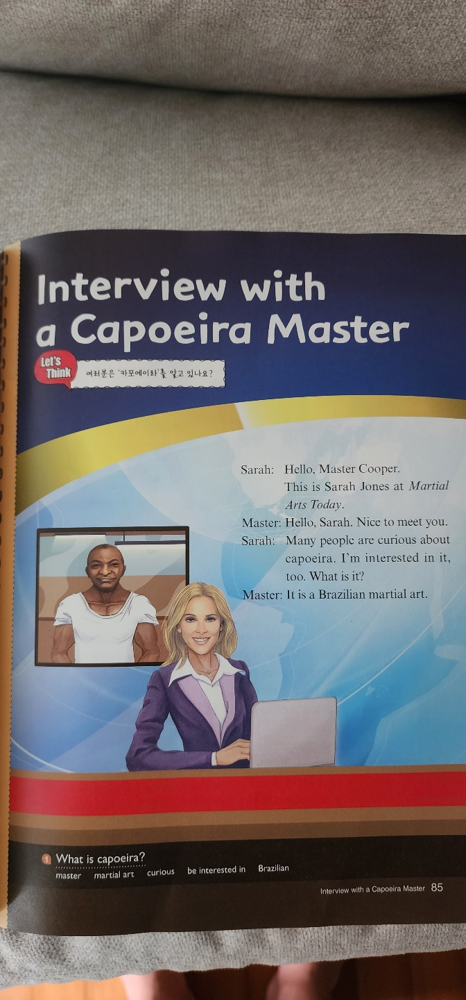 Interview with
a Capoeira Master
Let's
Think
여러분은 '카포에이라'를 알고 있나요?
Sarah: Hello, Master Cooper.
This is Sarah Jones at Martial
Arts Today.
Master: Hello, Sarah. Nice to meet you.
Sarah: Many people are curious about
capoeira. I'm interested in it,
too. What is it?
Master: It is a Brazilian martial art.
1 What is capoeira?
master martial art curious be interested in Brazilian
Interview with a Capoeira Master 85